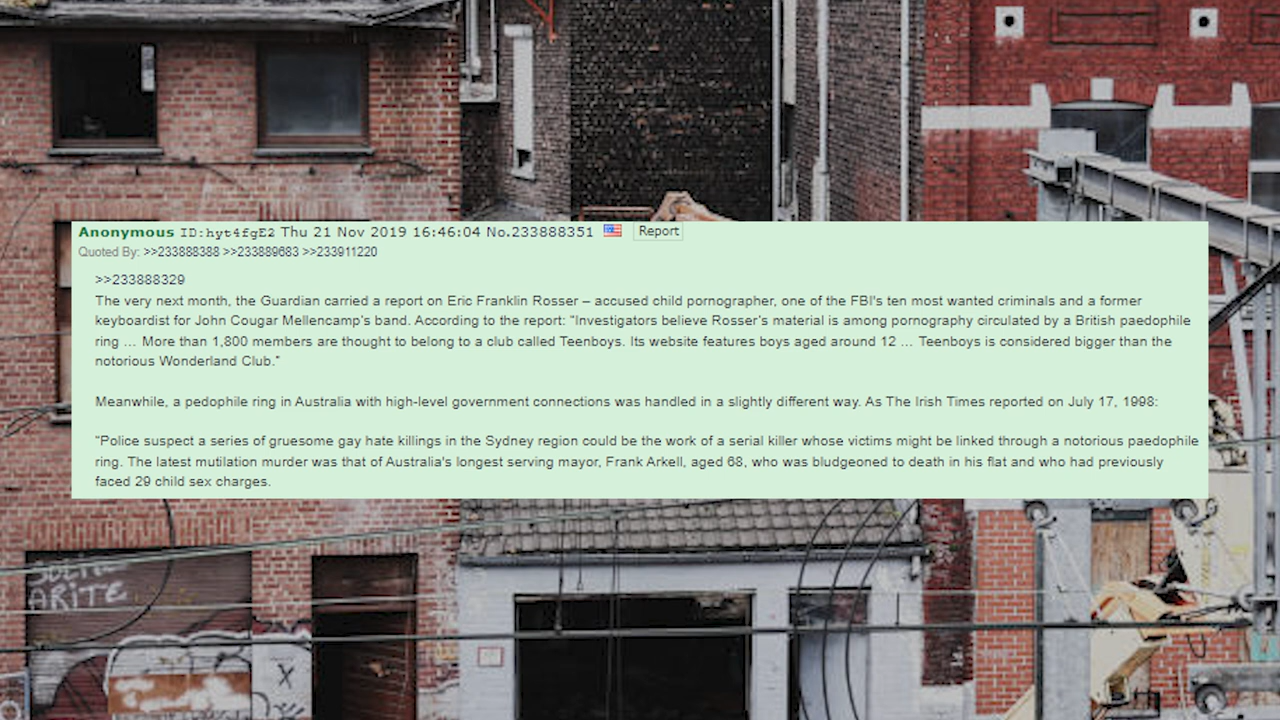 Anonymous ID:hyt4fgE2 Thu 21 Nov 2019 16:46:04 No.233888351 Report
Quoted By: >>233888388 >>233889683 >>233911220
>>233888329
The very next month, the Guardian carried a report on Eric Franklin Rosser – accused child pornographer, one of the FBI's ten most wanted criminals and a former
keyboardist for John Cougar Mellencamp's band. According to the report: "Investigators believe Rosser's material is among pornography circulated by a British paedophile
ring … More than 1,800 members are thought to belong to a club called Teenboys. Its website features boys aged around 12 … Teenboys is considered bigger than the
notorious Wonderland Club."
Meanwhile, a pedophile ring in Australia with high-level government connections was handled in a slightly different way. As The Irish Times reported on July 17, 1998:
"Police suspect a series of gruesome gay hate killings in the Sydney region could be the work of a serial killer whose victims might be linked through a notorious paedophile
ring. The latest mutilation murder was that of Australia's longest serving mayor, Frank Arkell, aged 68, who was bludgeoned to death in his flat and who had previously
faced 29 child sex charges.
ARITE
X